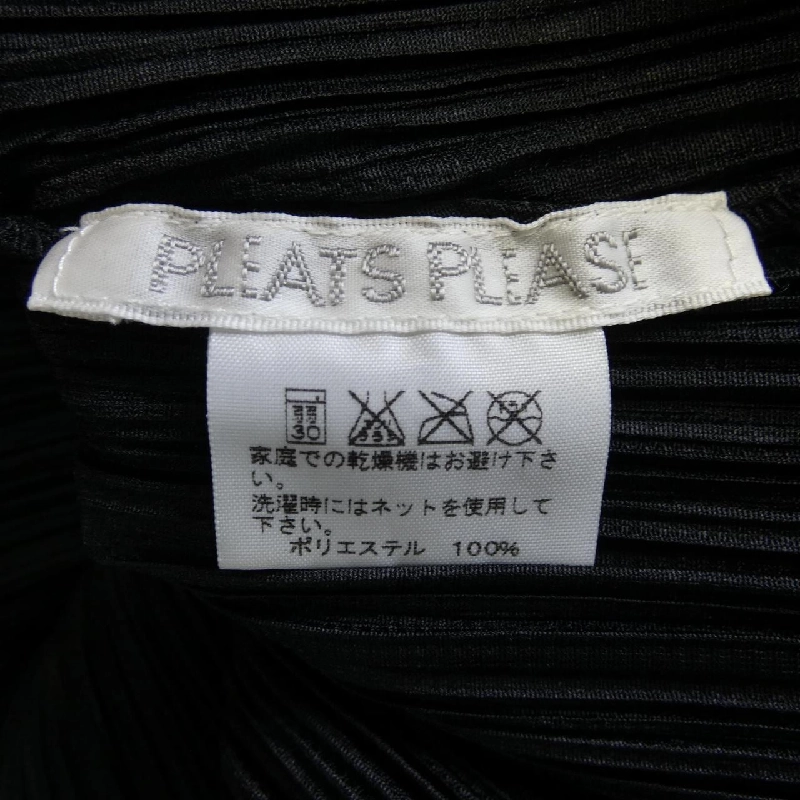 PLEATS PLEASE
30
家庭での乾燥機はお避け下さ
い。
洗濯時にはネットを使用して
下さい。
ポリエステル 100%